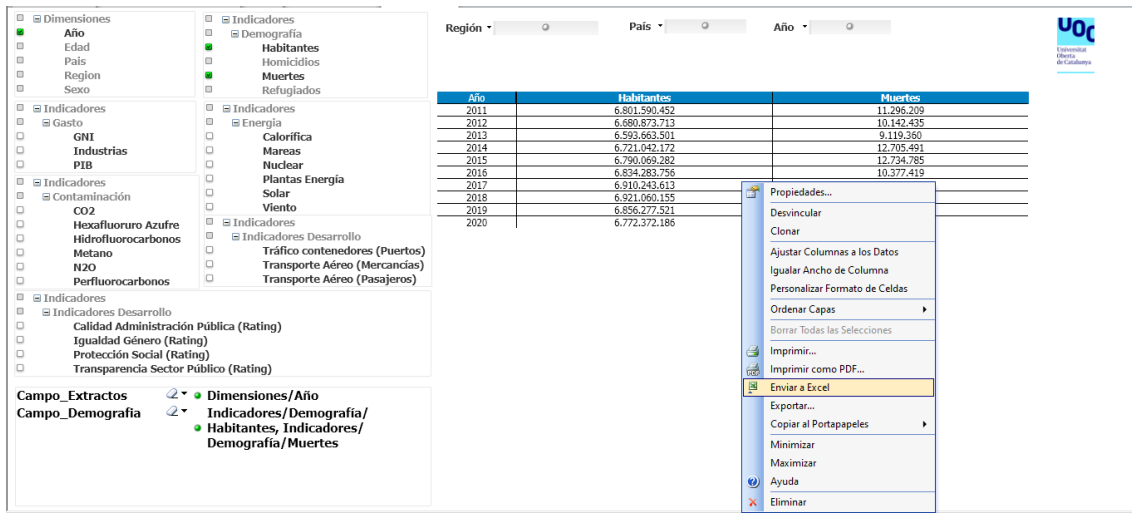 Dimensiones
Año
Edad
Pais
Region
Sexo
Indicadores
Demografía
Habitantes
Homicidios
Muertes
Refugiados
Indicadores
Gasto
GNI
Industrias
PIB
Indicadores
Energia
Calorífica
Mareas
Nuclear
Plantas Energía
Solar
Viento
Indicadores
Contaminación
CO2
Hexafluoruro Azufre
Hidrofluorocarbonos
Metano
N2O
Perfluorocarbonos
Indicadores
Indicadores Desarrollo
Tráfico contenedores (Puertos)
Transporte Aéreo (Mercancías)
Transporte Aéreo (Pasajeros)
Indicadores
Indicadores Desarrollo
Calidad Administración Pública (Rating)
Igualdad Género (Rating)
Protección Social (Rating)
Transparencia Sector Público (Rating)
Campo_Extractos Dimensiones/Año
Campo_Demografia Indicadores/Demografía/
Habitantes, Indicadores/
Demografía/Muertes
Región País Año
UOC
Universitat
Oberta
de Catalunya
Año Habitantes Muertes
2011 6.801.590.452 11.296.209
2012 6.680.873.713 10.142.435
2013 6.593.663.501 9.119.360
2014 6.721.042.172 12.705.491
2015 6.790.069.282 12.734.785
2016 6.834.283.756 10.377.419
2017 6.910.243.613
2018 6.921.060.155
2019 6.856.277.521
2020 6.772.372.186
Propiedades...
Desvincular
Clonar
Ajustar Columnas a los Datos
Igualar Ancho de Columna
Personalizar Formato de Celdas
Ordenar Capas
Borrar Todas las Selecciones
Imprimir...
Imprimir como PDF...
Enviar a Excel
Exportar...
Copiar al Portapapeles
Minimizar
Maximizar
Ayuda
Eliminar